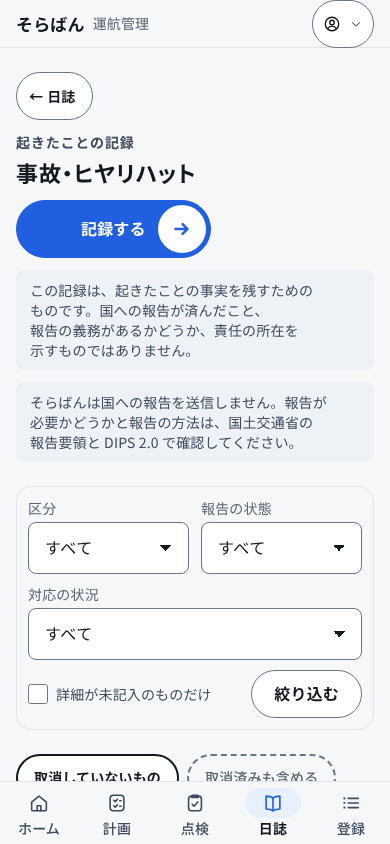 そらばん 運航管理
← 日誌
起きたことの記録
事故・ヒヤリハット
記録する
この記録は、起きたことの事実を残すための
ものです。国への報告が済んだこと、
報告の義務があるかどうか、責任の所在を
示すものではありません。
そらばんは国への報告を送信しません。報告が
必要かどうかと報告の方法は、国土交通省の
報告要領と DIPS 2.0 で確認してください。
区分 報告の状態
すべて すべて
対応の状況
すべて
詳細が未記入のものだけ 絞り込む
取消していないもの 取消済みも含める
ホーム 計画 点検 日誌 登録